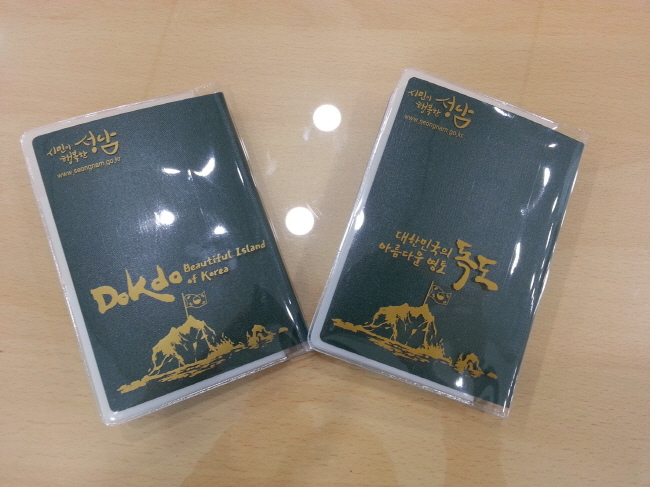 시민이
행복한 성남
www.seongnam.go.kr
Dokdo Beautiful Island
of Korea
시민이
행복한 성남
www.seongnam.go.kr
대한민국의
아름다운 영토 독도